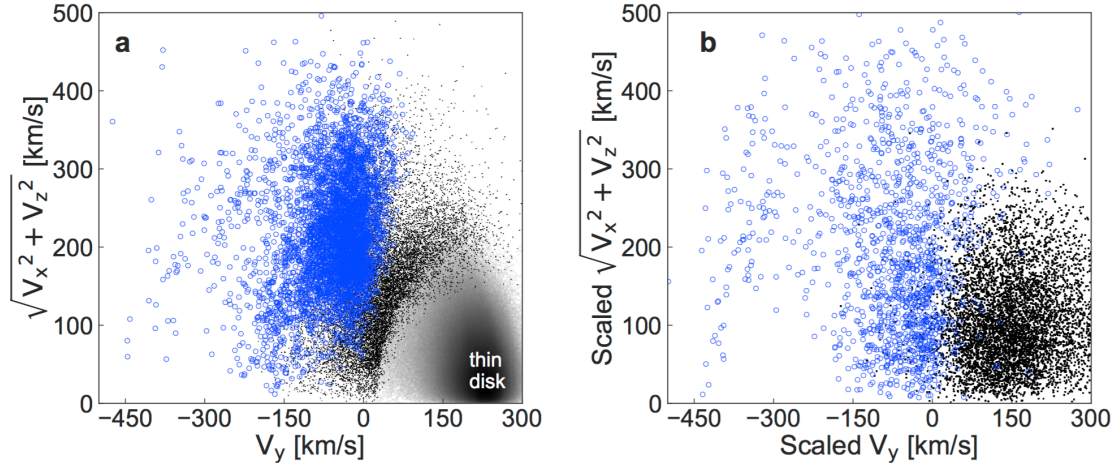 a
500
400
300
200
100
0
√Vx² + Vz² [km/s]
thin
disk
−450 −300 −150 0 150 300
Vy [km/s]
b
500
400
300
200
100
0
Scaled √Vx² + Vz² [km/s]
−450 −300 −150 0 150 300
Scaled Vy [km/s]